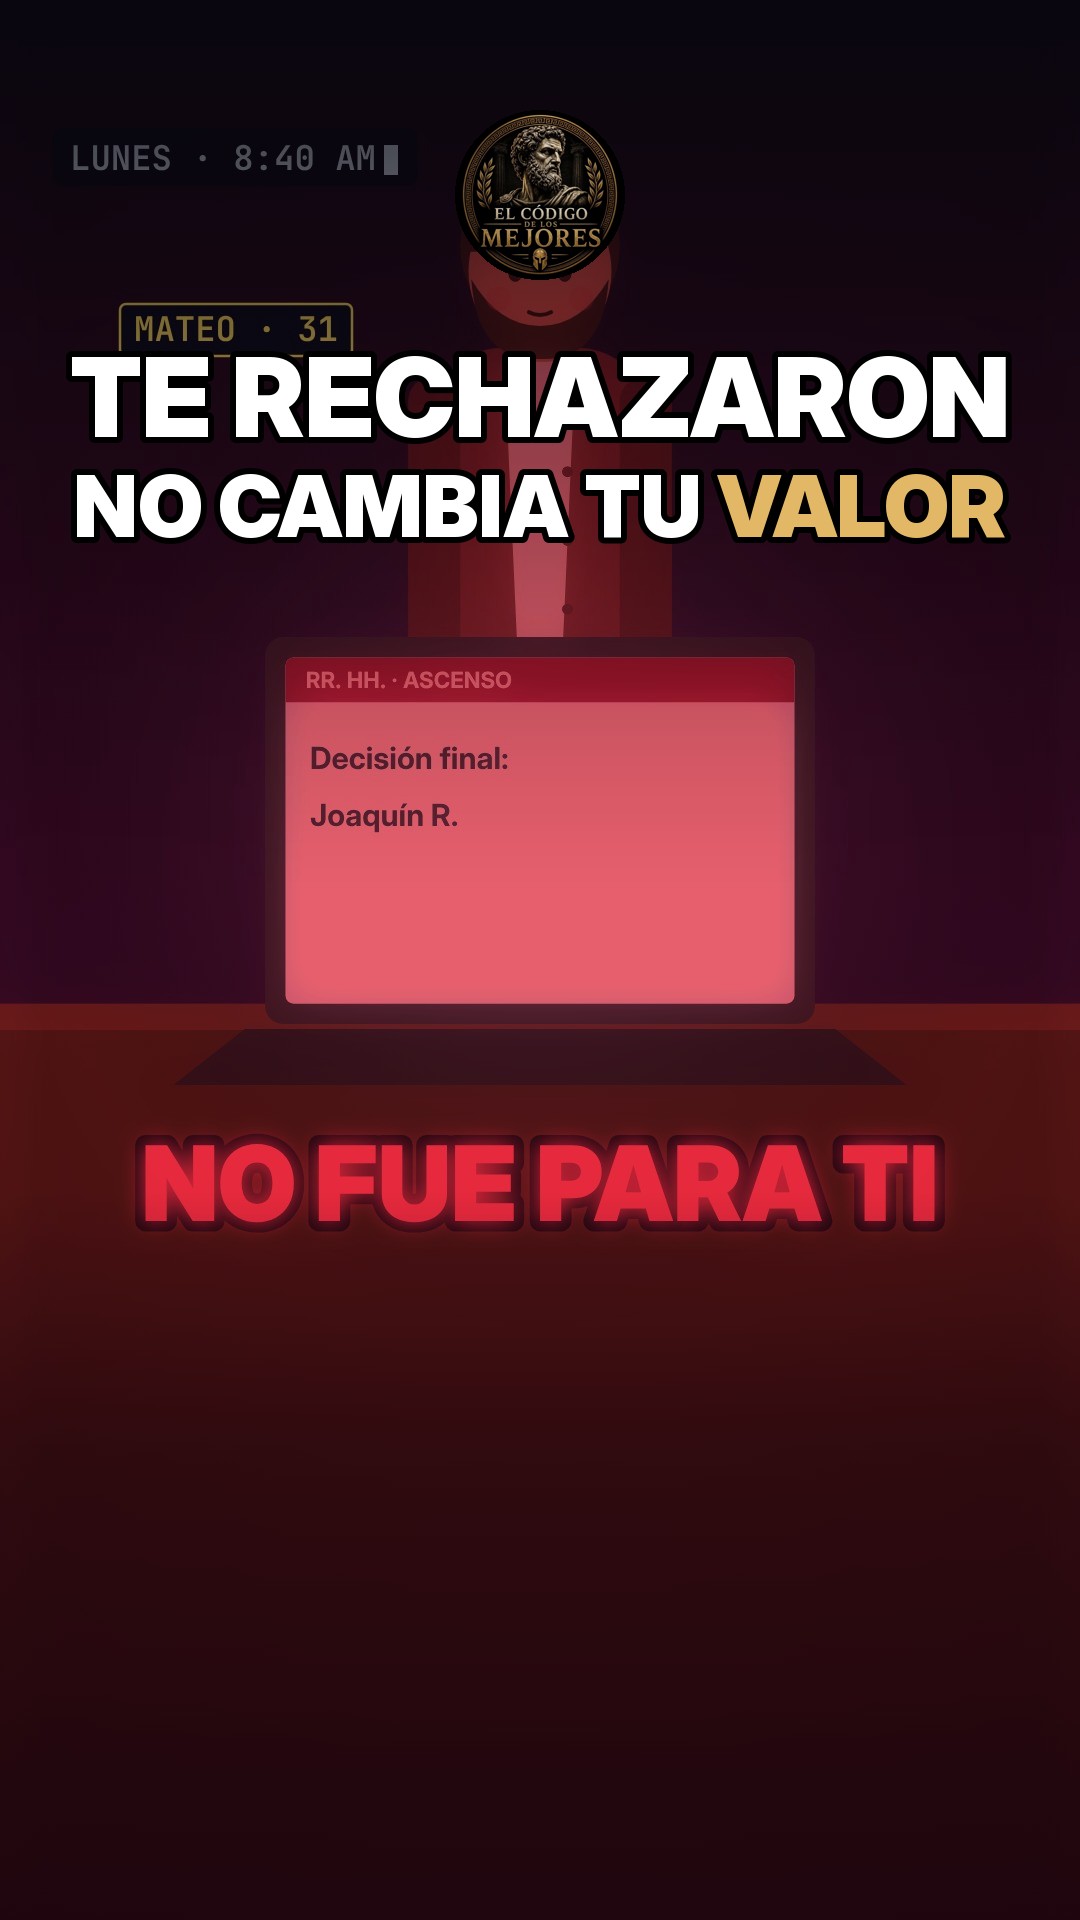 LUNES · 8:40 AM
EL CÓDIGO
DE LOS
MEJORES
MATEO · 31
TE RECHAZARON
NO CAMBIA TU VALOR
RR. HH. · ASCENSO
Decisión final:
Joaquín R.
NO FUE PARA TI